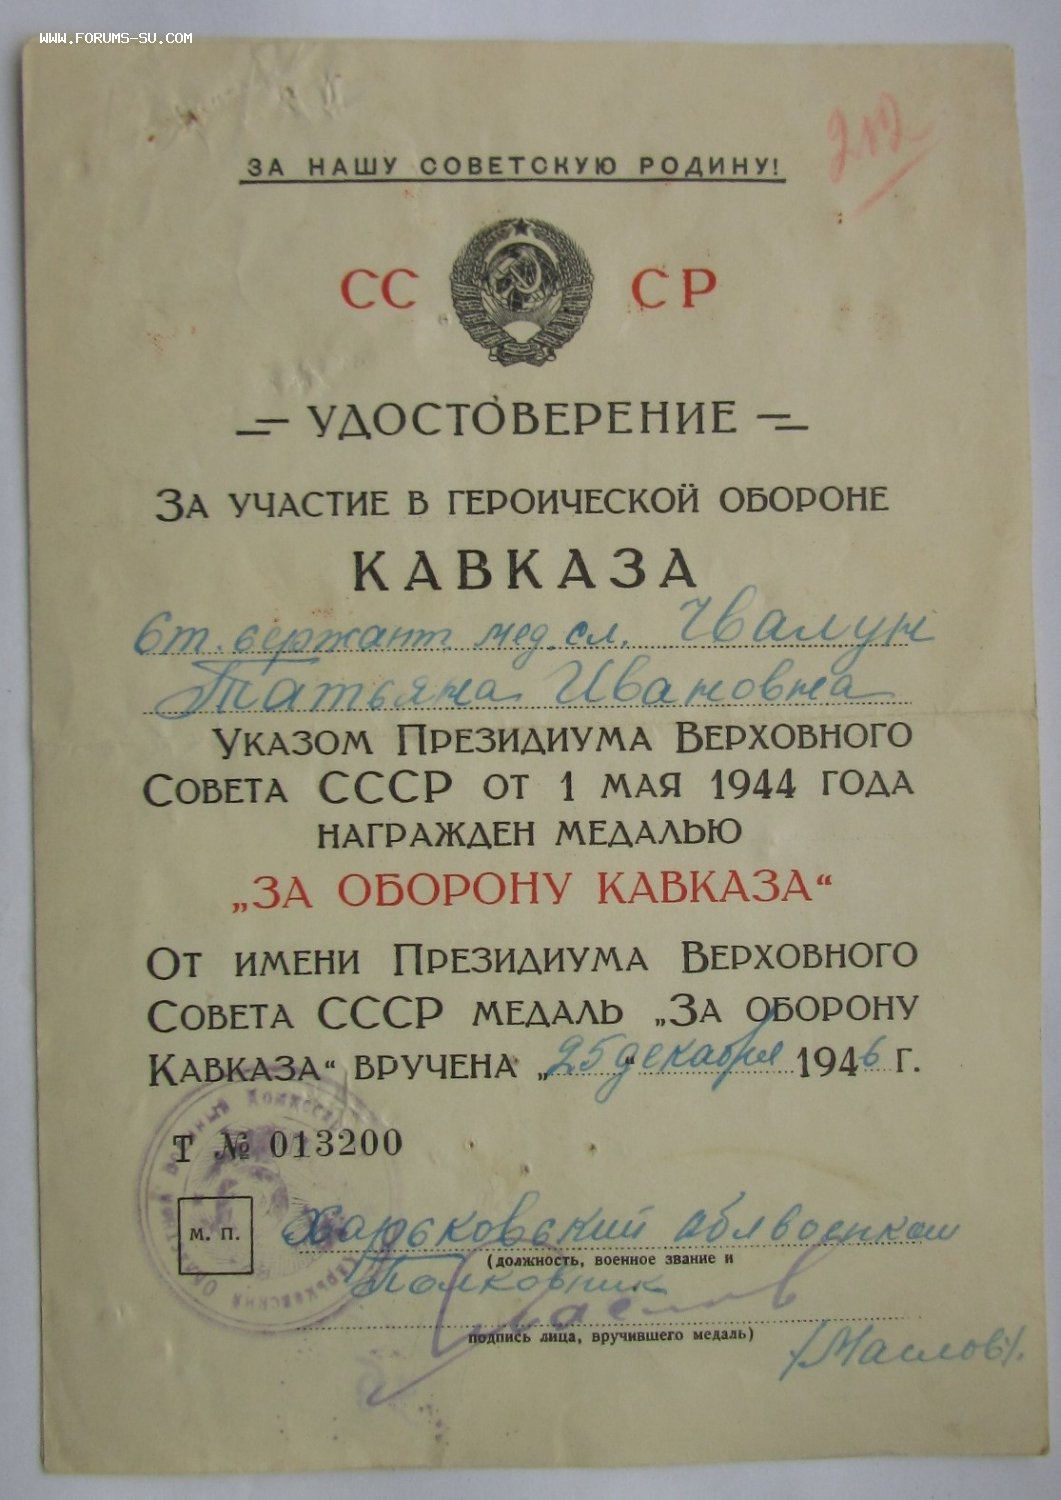 WWW.FORUMS-SU.COM
ЗА НАШУ СОВЕТСКУЮ РОДИНУ!
СС СР
УДОСТОВЕРЕНИЕ
ЗА УЧАСТИЕ В ГЕРОИЧЕСКОЙ ОБОРОНЕ
КАВКАЗА
Ст. сержант мед. сл. Чвалун
Татьяна Ивановна
УКАЗОМ ПРЕЗИДИУМА ВЕРХОВНОГО
СОВЕТА СССР ОТ 1 МАЯ 1944 ГОДА
НАГРАЖДЕН МЕДАЛЬЮ
„ЗА ОБОРОНУ КАВКАЗА“
ОТ ИМЕНИ ПРЕЗИДИУМА ВЕРХОВНОГО
СОВЕТА СССР МЕДАЛЬ „ЗА ОБОРОНУ
КАВКАЗА“ ВРУЧЕНА „25“ декабря 1946 Г.
Т № 013200
м. п.
Харьковский облвоенком
(должность, военное звание и
Полковник
подпись лица, вручившего медаль)
/Маслов/.